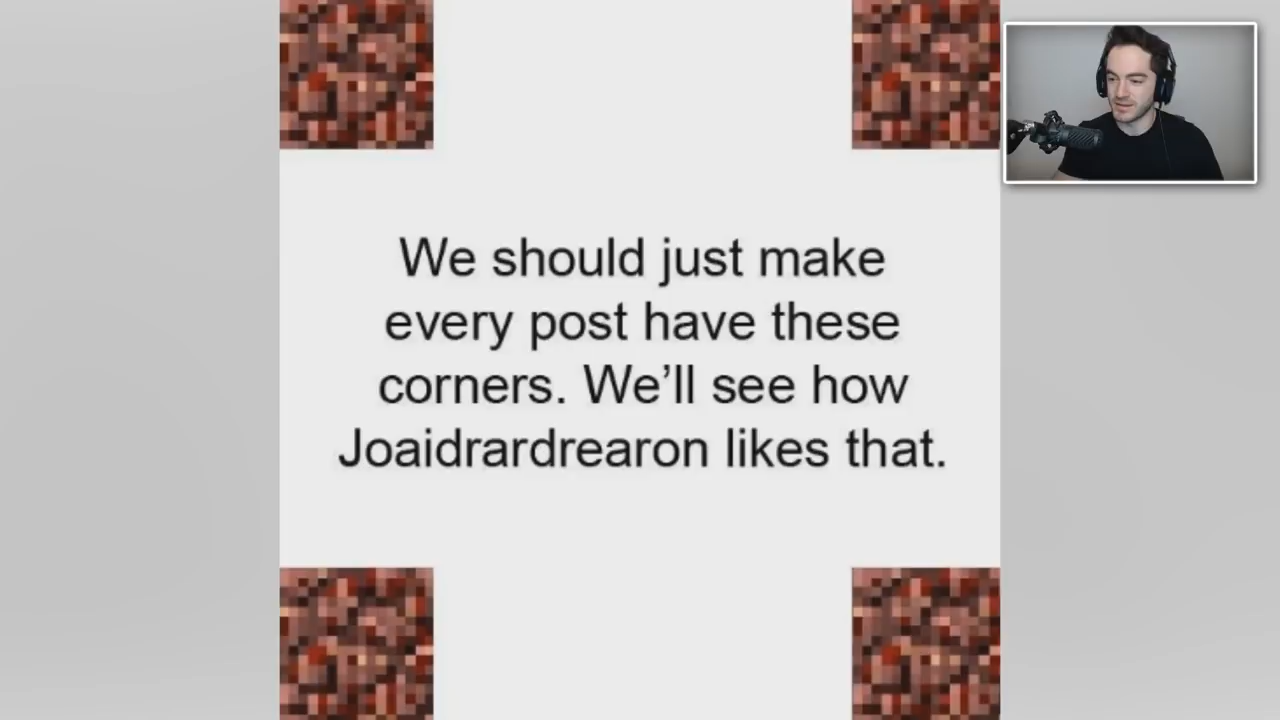 We should just make
every post have these
corners. We’ll see how
Joaidrardrearon likes that.